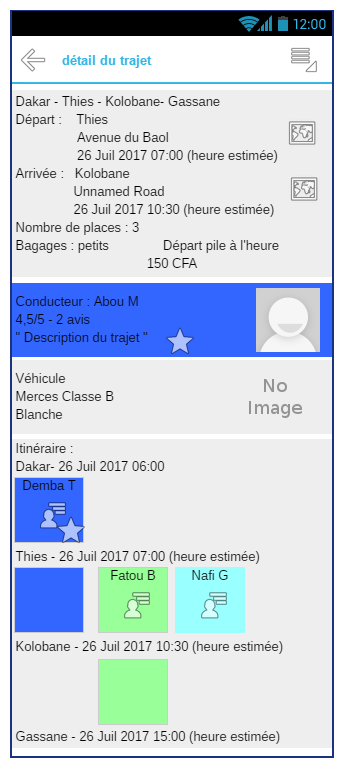 12:00
détail du trajet
Dakar - Thies - Kolobane- Gassane
Départ : Thies
Avenue du Baol
26 Juil 2017 07:00 (heure estimée)
Arrivée : Kolobane
Unnamed Road
26 Juil 2017 10:30 (heure estimée)
Nombre de places : 3
Bagages : petits Départ pile à l'heure
150 CFA
Conducteur : Abou M
4,5/5 - 2 avis
" Description du trajet "
Véhicule
Merces Classe B
Blanche
No
Image
Itinéraire :
Dakar- 26 Juil 2017 06:00
Demba T
Thies - 26 Juil 2017 07:00 (heure estimée)
Fatou B Nafi G
Kolobane - 26 Juil 2017 10:30 (heure estimée)
Gassane - 26 Juil 2017 15:00 (heure estimée)